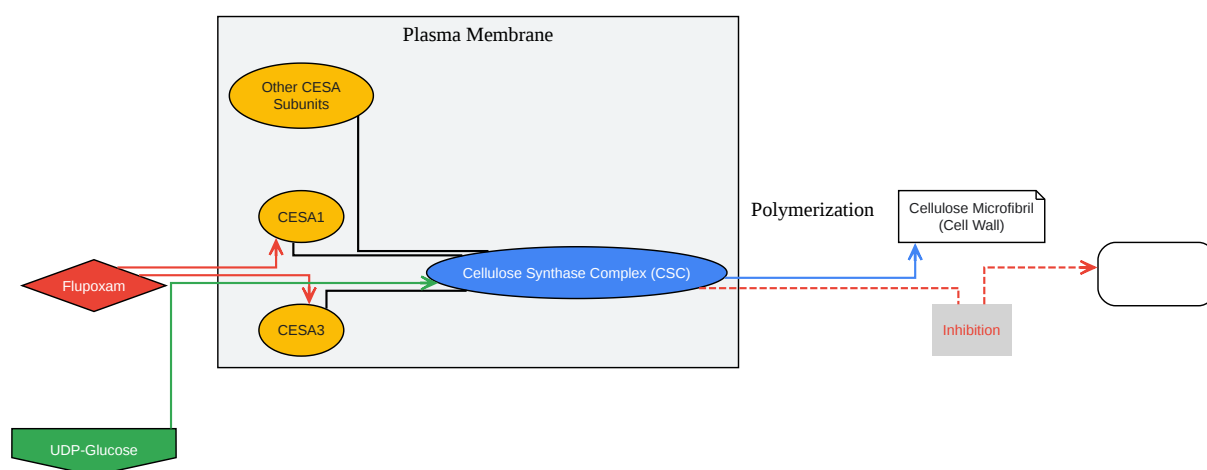 Plasma Membrane
Other CESA
Subunits
CESA1
Polymerization
Cellulose Microfibril
(Cell Wall)
Flupoxam
Cellulose Synthase Complex (CSC)
CESA3
Inhibition
UDP-Glucose